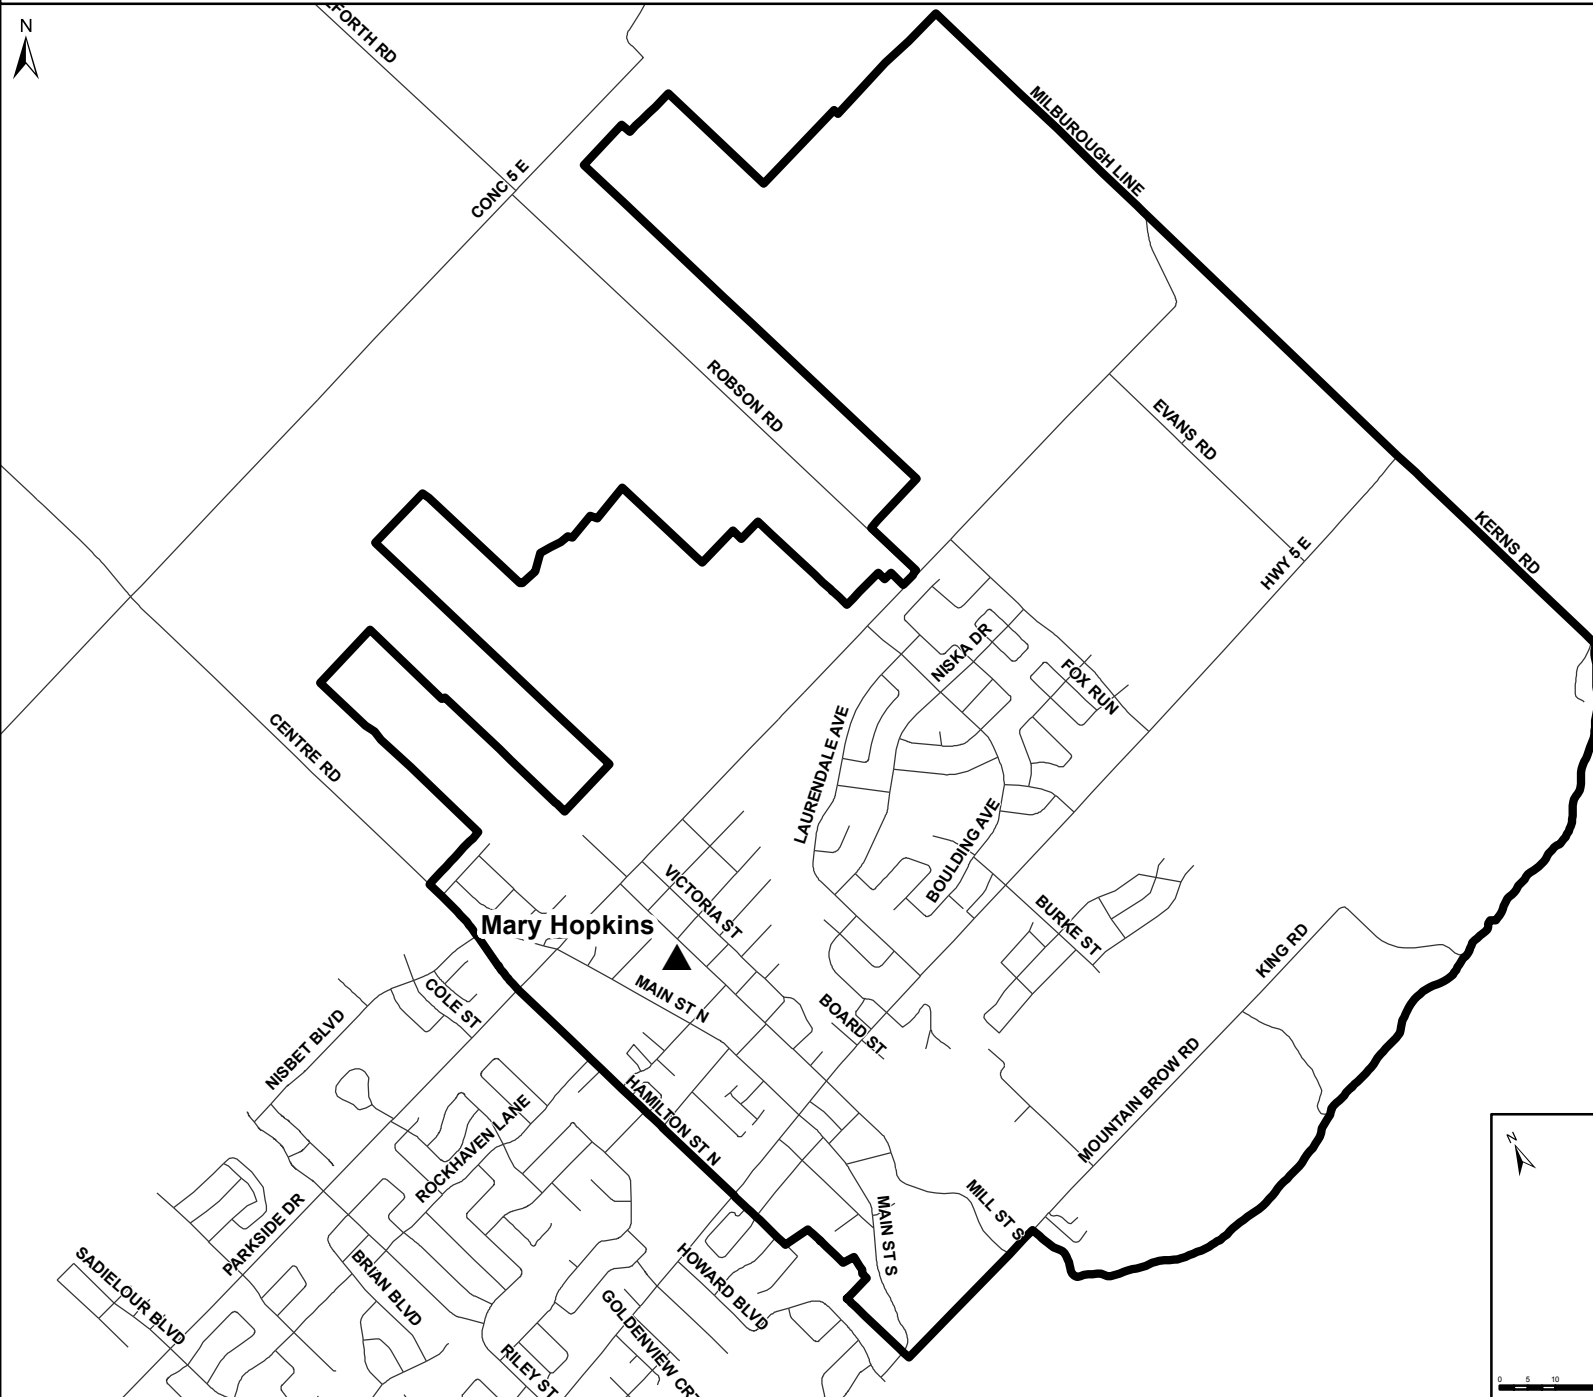 N
MILBOROUGH LINE
CONC 5 E
ROBSON RD
EVANS RD
KERNS RD
HWY 5 E
NISKA DR
FOX RUN
CENTRE RD
LAURENDALE AVE
BOULDING AVE
VICTORIA ST
BURKE ST
Mary Hopkins
KING RD
MAIN ST N
COLE ST
BOARD ST
NISBET BLVD
MOUNTAIN BROW RD
HAMILTON ST N
ROCKHAVEN LANE
N
MILL ST S
MAIN ST S
PARKSIDE DR
SADIELOUR BLVD
BRIAN BLVD
HOWARD BLVD
GOLDENVIEW
RILEY ST
0 5 10